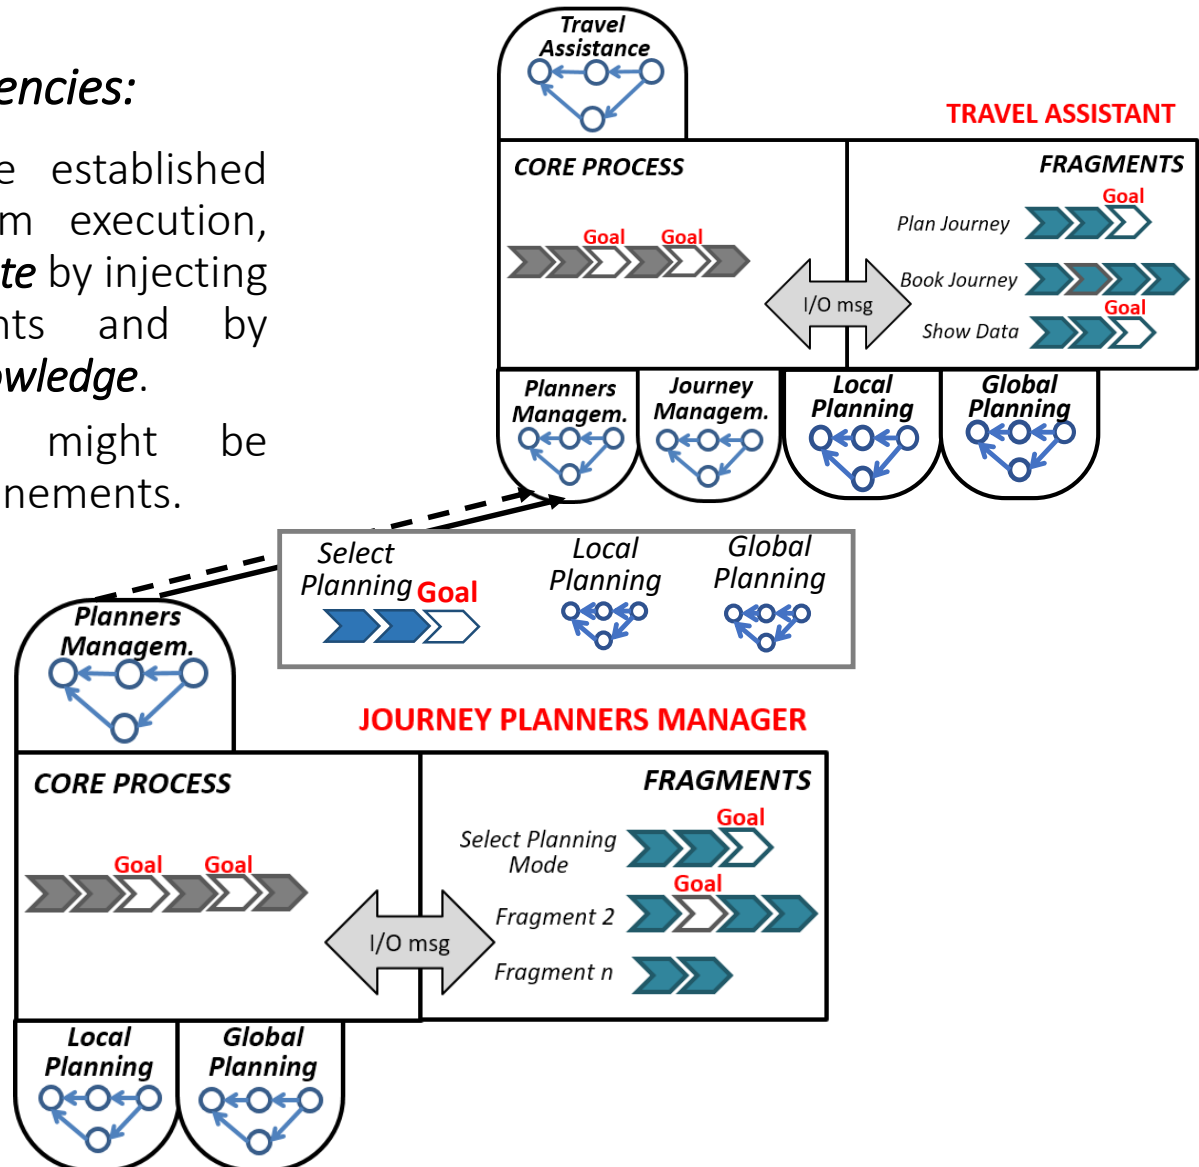 encies:
e established
m execution,
te by injecting
nts and by
owledge.
might be
nements.
Travel
Assistance
TRAVEL ASSISTANT
CORE PROCESS
FRAGMENTS
Goal
Plan Journey
Goal Goal
Book Journey
I/O msg
Goal
Show Data
Planners
Managem.
Journey
Managem.
Local
Planning
Global
Planning
Select
Planning
Goal
Local
Planning
Global
Planning
Planners
Managem.
JOURNEY PLANNERS MANAGER
CORE PROCESS
FRAGMENTS
Goal
Select Planning
Mode
Goal Goal
Goal
Fragment 2
I/O msg
Fragment n
Local
Planning
Global
Planning